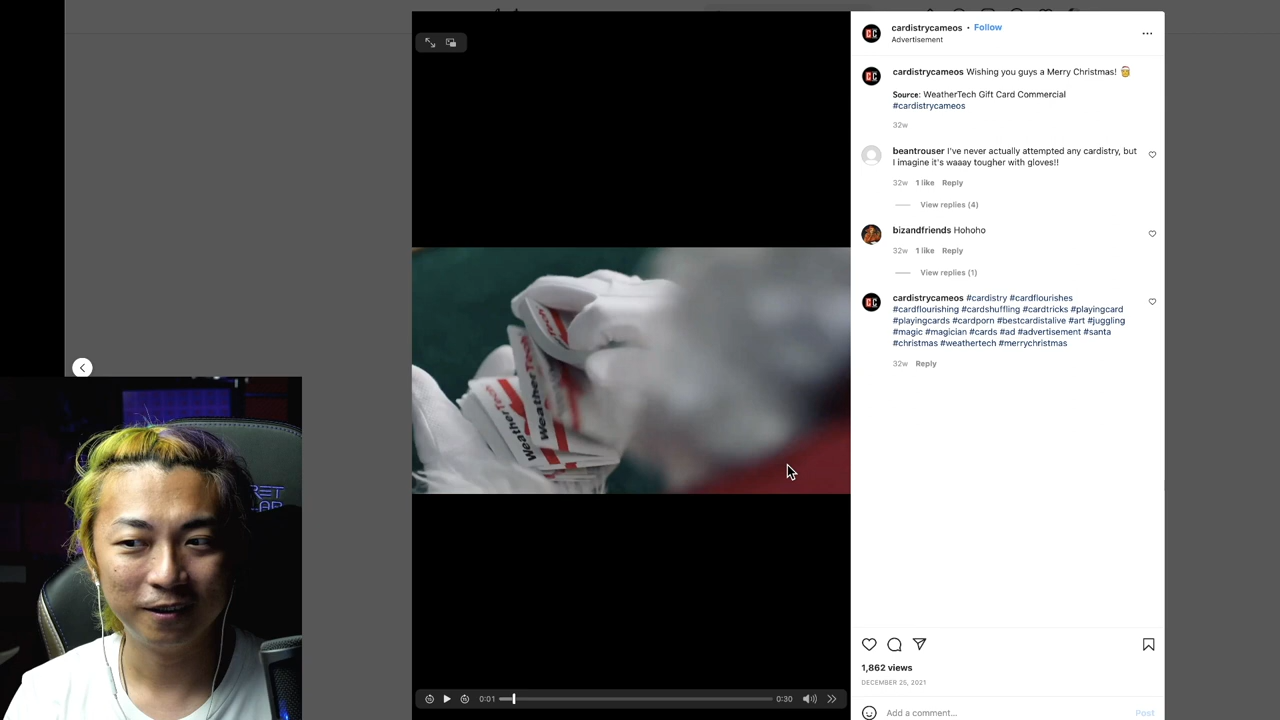 cardistrycameos • Follow
Advertisement
cardistrycameos Wishing you guys a Merry Christmas! 🎅
Source: WeatherTech Gift Card Commercial
#cardistrycameos
32w
beantrouser I've never actually attempted any cardistry, but
I imagine it's waaay tougher with gloves!!
32w 1 like Reply
View replies (4)
bizandfriends Hohoho
32w 1 like Reply
View replies (1)
cardistrycameos #cardistry #cardflourishes
#cardflourishing #cardshuffling #cardtricks #playingcard
#playingcards #cardporn #bestcardistalive #art #juggling
#magic #magician #cards #ad #advertisement #santa
#christmas #weathertech #merrychristmas
32w Reply
WeatherTech
WeatherTech
1,862 views
DECEMBER 25, 2021
0:01
0:30
Add a comment...
Post